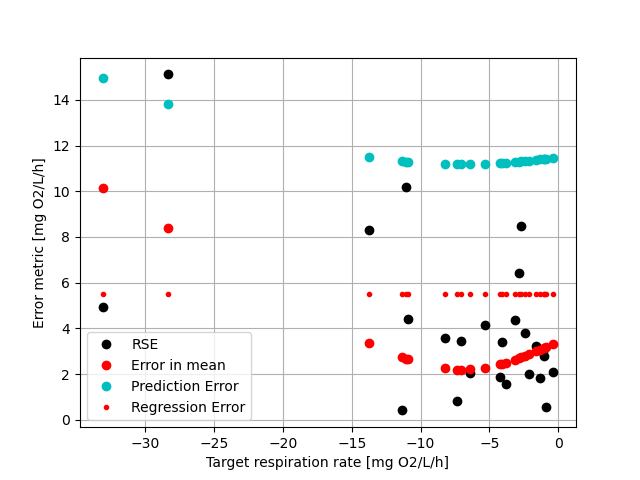 14
12
10
8
6
4
2
0
Error metric [mg O2/L/h]
RSE
Error in mean
Prediction Error
Regression Error
−30
−25
−20
−15
−10
−5
0
Target respiration rate [mg O2/L/h]